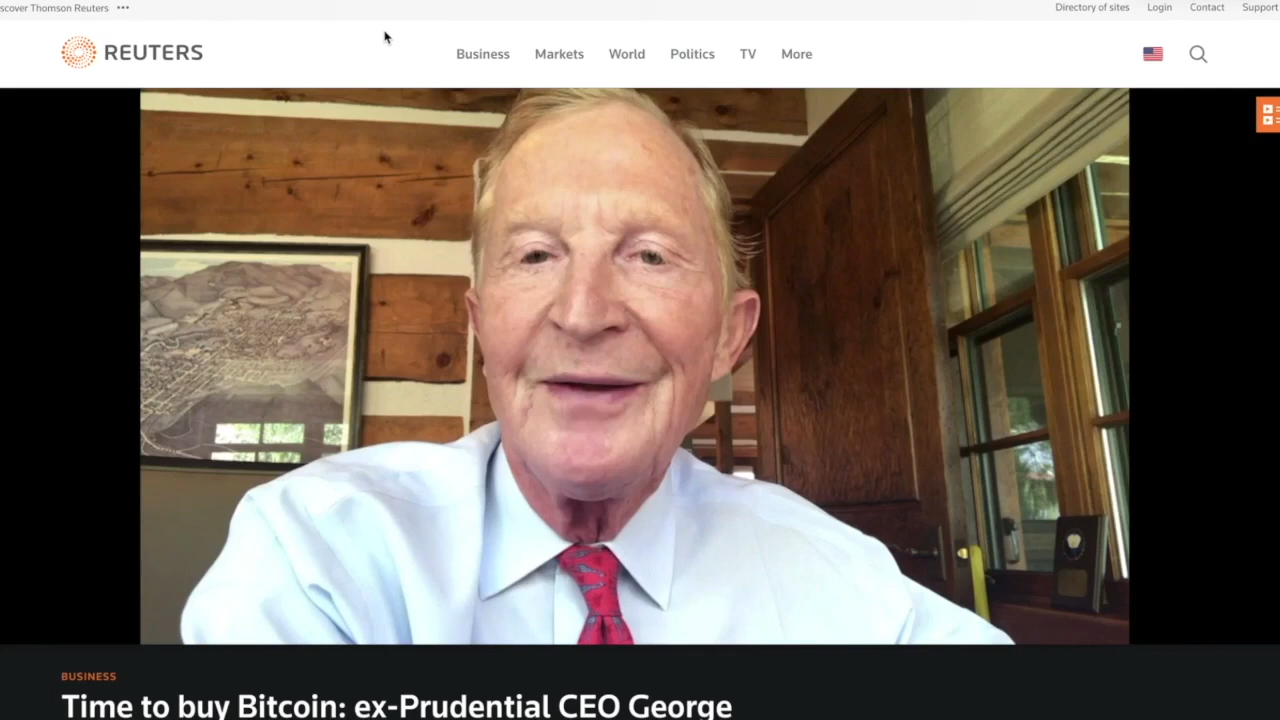 scover Thomson Reuters •••
Directory of sites Login Contact Support
REUTERS
Business Markets World Politics TV More
BUSINESS
Time to buy Bitcoin: ex-Prudential CEO George